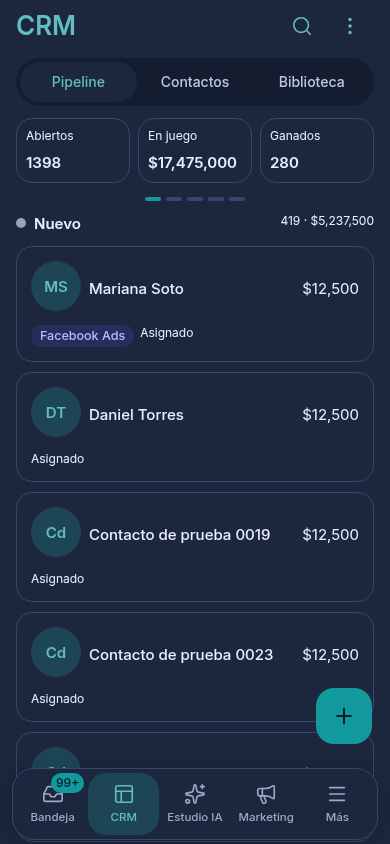 CRM
Pipeline
Contactos
Biblioteca
Abiertos
1398
En juego
$17,475,000
Ganados
280
Nuevo
419 · $5,237,500
MS
Mariana Soto
$12,500
Facebook Ads
Asignado
DT
Daniel Torres
$12,500
Asignado
Cd
Contacto de prueba 0019
$12,500
Asignado
Cd
Contacto de prueba 0023
$12,500
Asignado
99+
Bandeja
CRM
Estudio IA
Marketing
Más